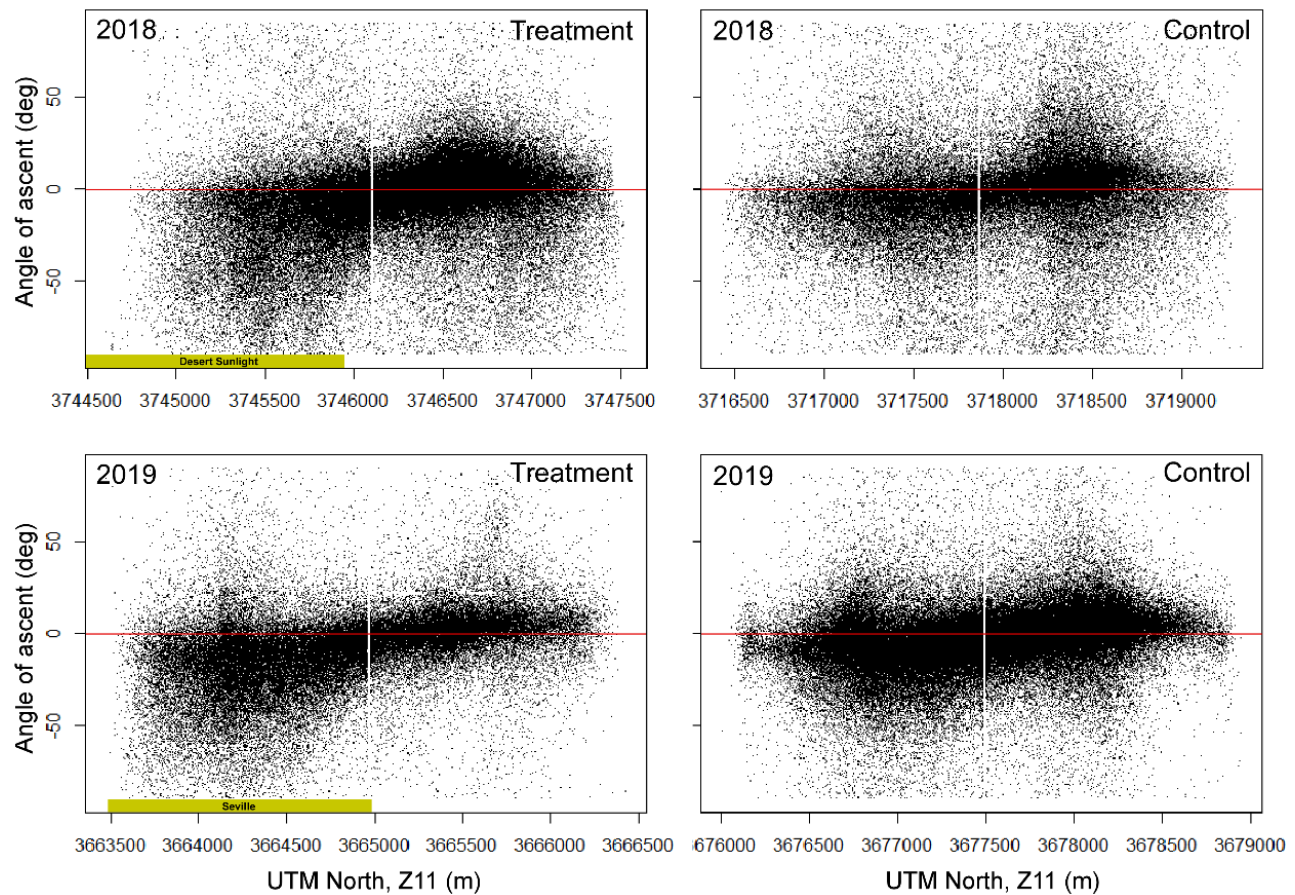 2018 Treatment
Angle of ascent (deg)
50
0
-50
Desert Sunlight
3744500 3745000 3745500 3746000 3746500 3747000 3747500
2018 Control
3716500 3717000 3717500 3718000 3718500 3719000
2019 Treatment
Angle of ascent (deg)
50
0
-50
Seville
3663500 3664000 3664500 3665000 3665500 3666000 3666500
UTM North, Z11 (m)
2019 Control
3676000 3676500 3677000 3677500 3678000 3678500 3679000
UTM North, Z11 (m)